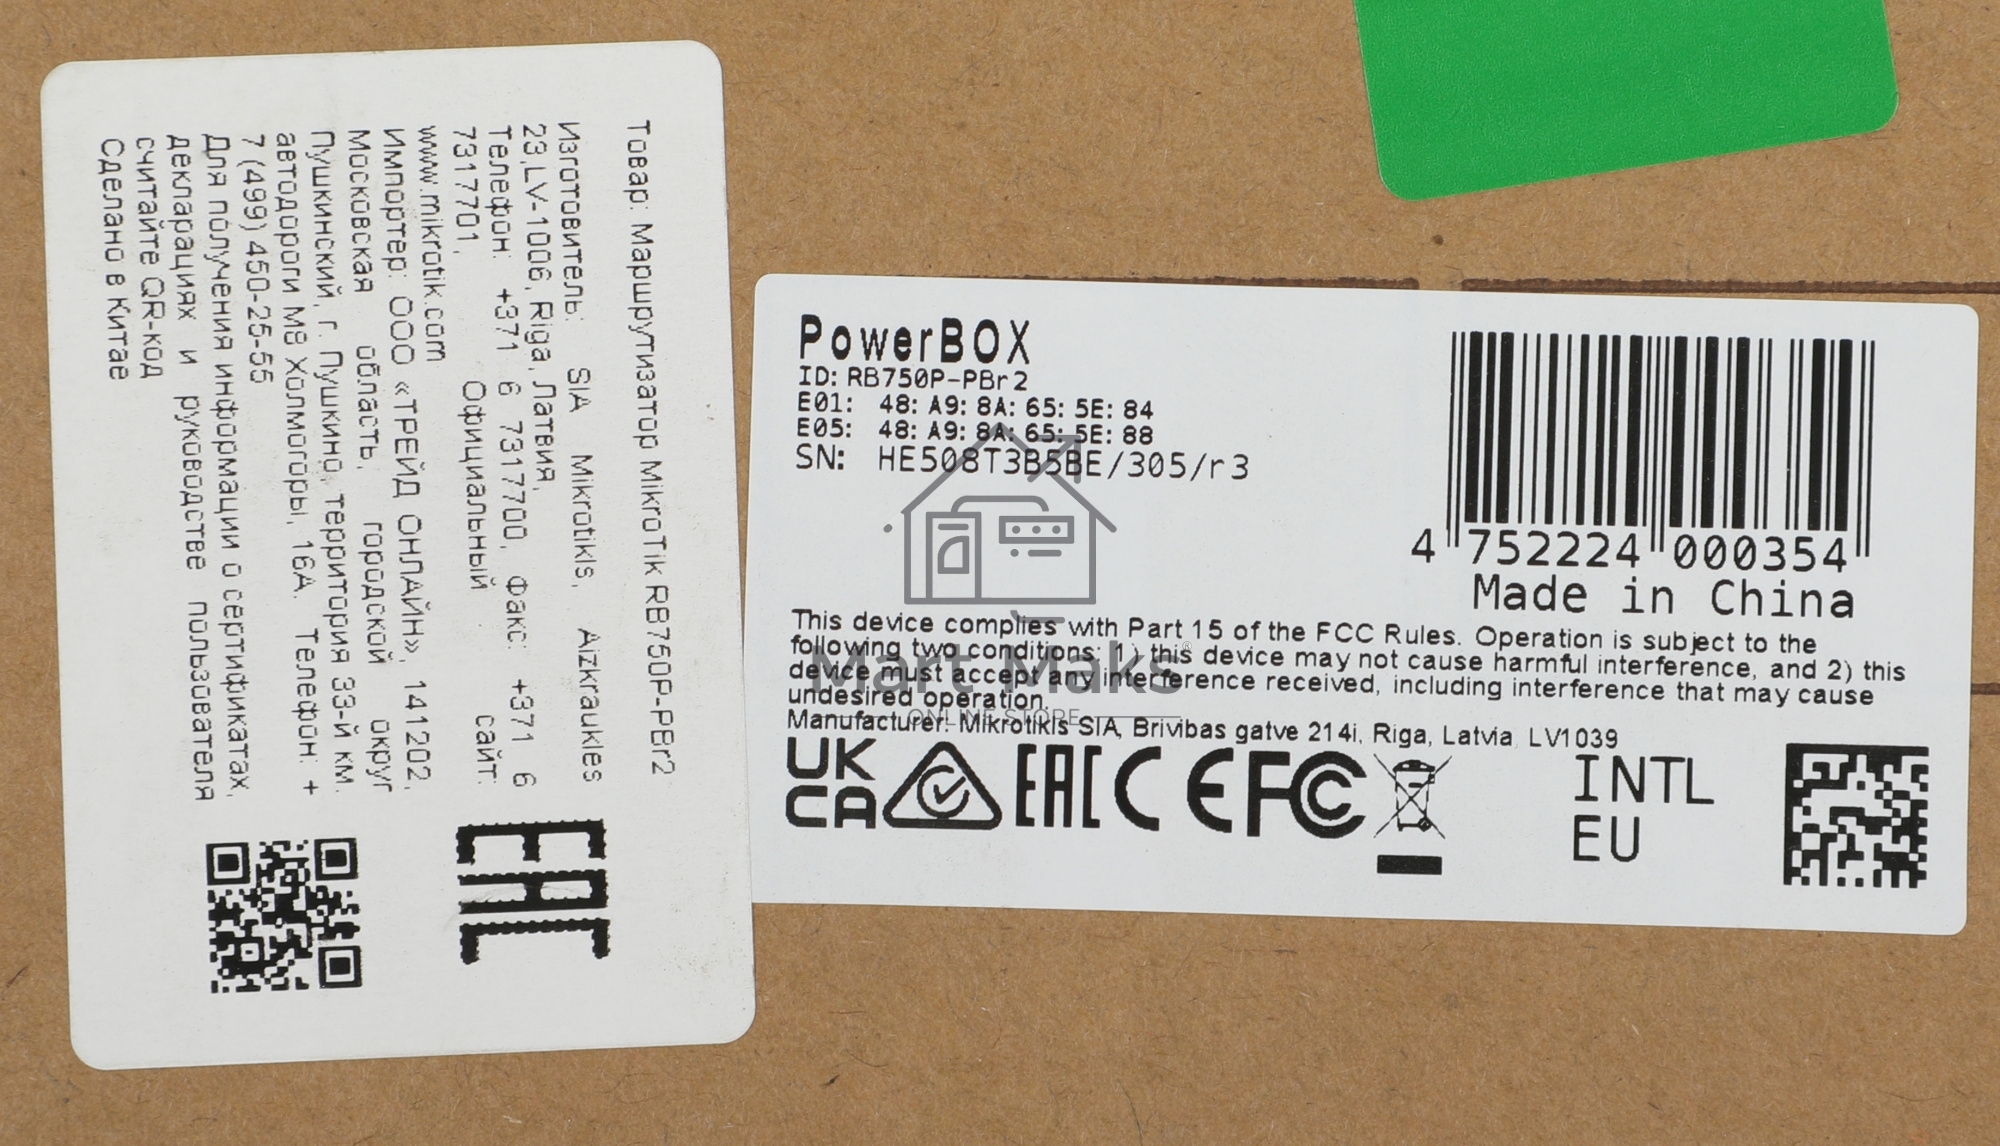 Товар: Маршрутизатор MikroTik RB750P-PBr2
Изготовитель: SIA Mikrotikls, Aizkraukles
23,LV-1006, Riga, Латвия,
Телефон: +371 6 7317700, Факс: +371 6
7317701, Официальный сайт:
www.mikrotik.com
Импортер: ООО «ТРЕЙД ОНЛАЙН», 141202,
Московская область, городской округ
Пушкинский, г. Пушкино, территория 33-й км.
автодороги М8 Холмогоры, 16А. Телефон: +
7 (499) 450-25-55
Для получения информации о сертификатах,
декларациях и руководстве пользователя
считайте QR-код
Сделано в Китае
EAC
PowerBOX
ID: RB750P-PBr2
E01: 48: A9: 8A: 65: 5E: 84
E05: 48: A9: 8A: 65: 5E: 88
SN: HE508T3B5BE/305/r3
4 752224 000354
Made in China
This device complies with Part 15 of the FCC Rules. Operation is subject to the
following two conditions: 1) this device may not cause harmful interference, and 2) this
device must accept any interference received, including interference that may cause
undesired operation.
Manufacturer: Mikrotikls SIA, Brivibas gatve 214i, Riga, Latvia LV1039
UK
CA
EAC CE FC
INTL
EU
Mart Maks
ONLINE STORE